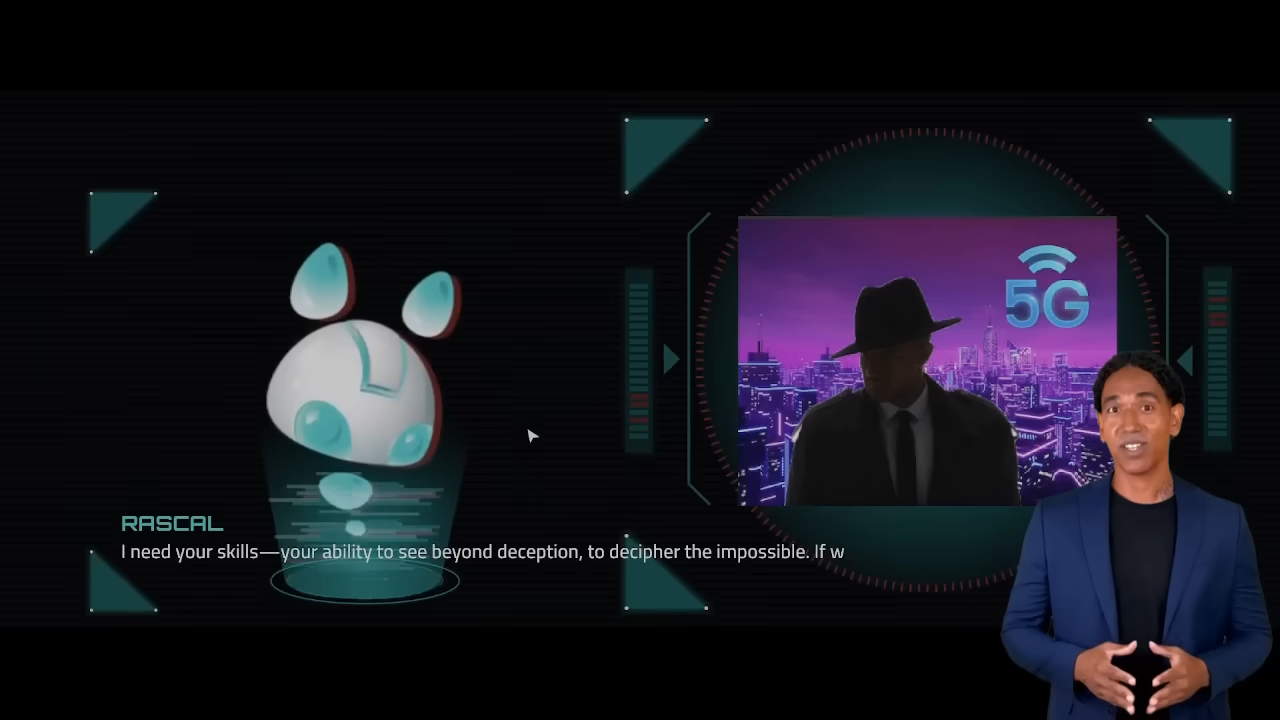 5G
RASCAL
I need your skills—your ability to see beyond deception, to decipher the impossible. If w